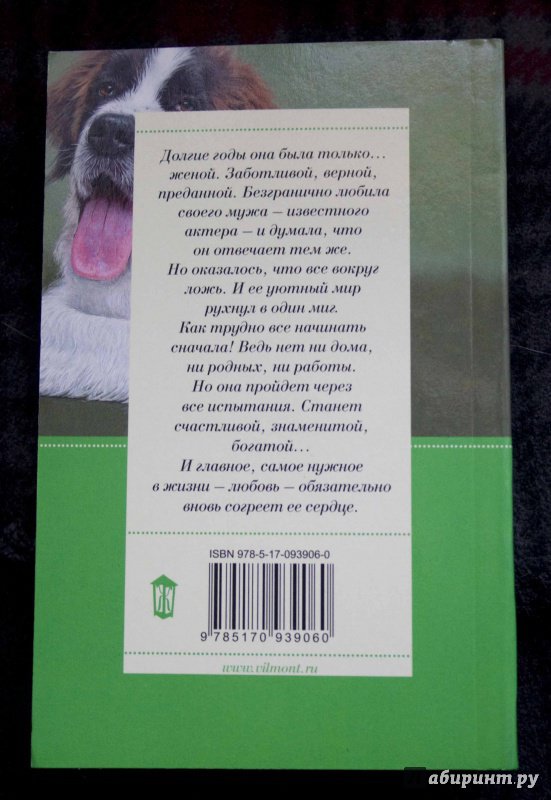 Долгие годы она была только...
женой. Заботливой, верной,
преданной. Безгранично любила
своего мужа – известного
актера – и думала, что
он отвечает тем же.
Но оказалось, что все вокруг
ложь. И ее уютный мир
рухнул в один миг.
Как трудно все начинать
сначала! Ведь нет ни дома,
ни родных, ни работы.
Но она пройдет через
все испытания. Станет
счастливой, знаменитой,
богатой...
И главное, самое нужное
в жизни – любовь – обязательно
вновь согреет ее сердце.
ISBN 978-5-17-093906-0
Ж
9 785170 939060
www.vilmont.ru
абиринт.ру